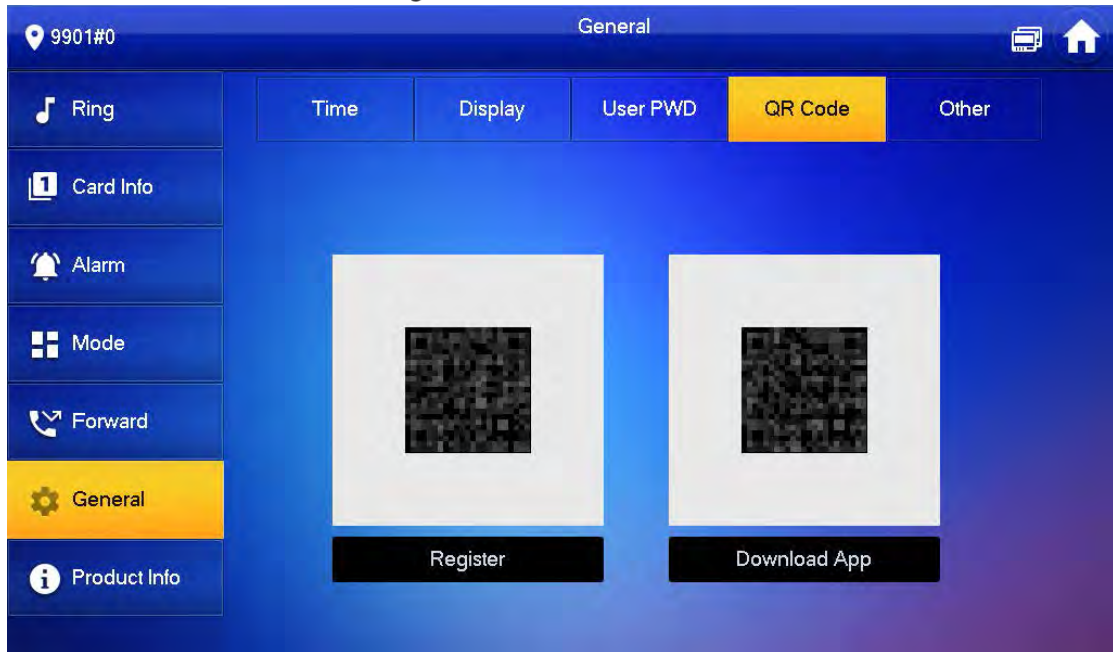 9901#0
General
Ring
Time
Display
User PWD
QR Code
Other
1
Card Info
Alarm
Mode
Forward
General
Product Info
Register
Download App